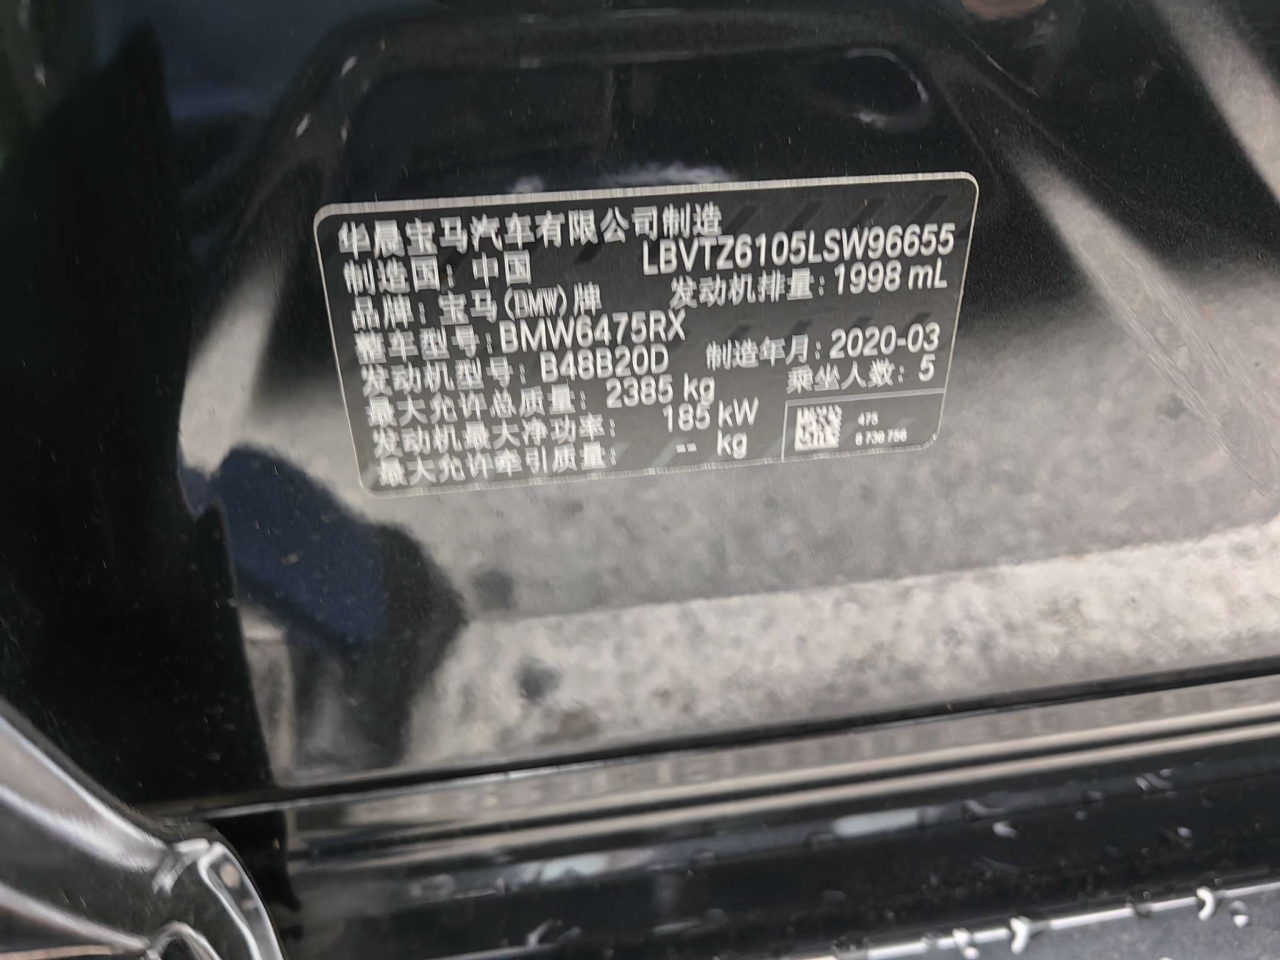 华晨宝马汽车有限公司制造
制造国：中国 LBVTZ6105LSW96655
品牌：宝马(BMW)牌 发动机排量：1998 mL
整车型号：BMW6475RX
发动机型号：B48B20D 制造年月：2020-03
最大允许总质量：2385 kg 乘坐人数：5
发动机最大净功率：185 kW
最大允许牵引质量：-- kg
475
8 738 756